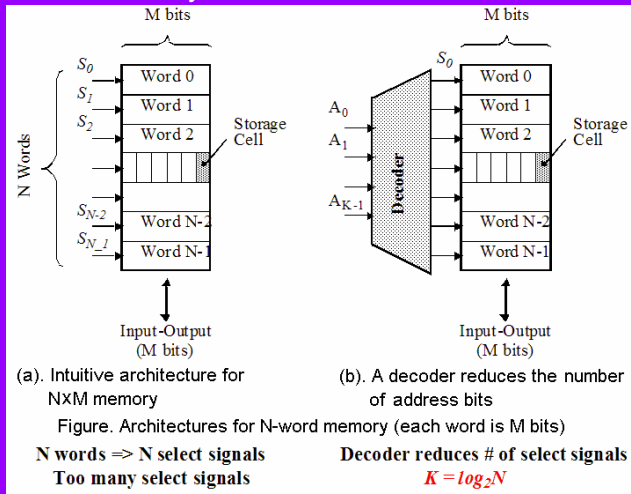 M bits
S0
Word 0
S1
Word 1
S2
Word 2
N Words
Storage
Cell
SN-2
Word N-2
SN_1
Word N-1
Input-Output
(M bits)
(a). Intuitive architecture for
N×M memory
M bits
S0
Word 0
A0
Word 1
A1
Word 2
Storage
Cell
AK-1
Decoder
Word N-2
Word N-1
Input-Output
(M bits)
(b). A decoder reduces the number
of address bits
Figure. Architectures for N-word memory (each word is M bits)
N words => N select signals
Too many select signals
Decoder reduces # of select signals
K = log2N